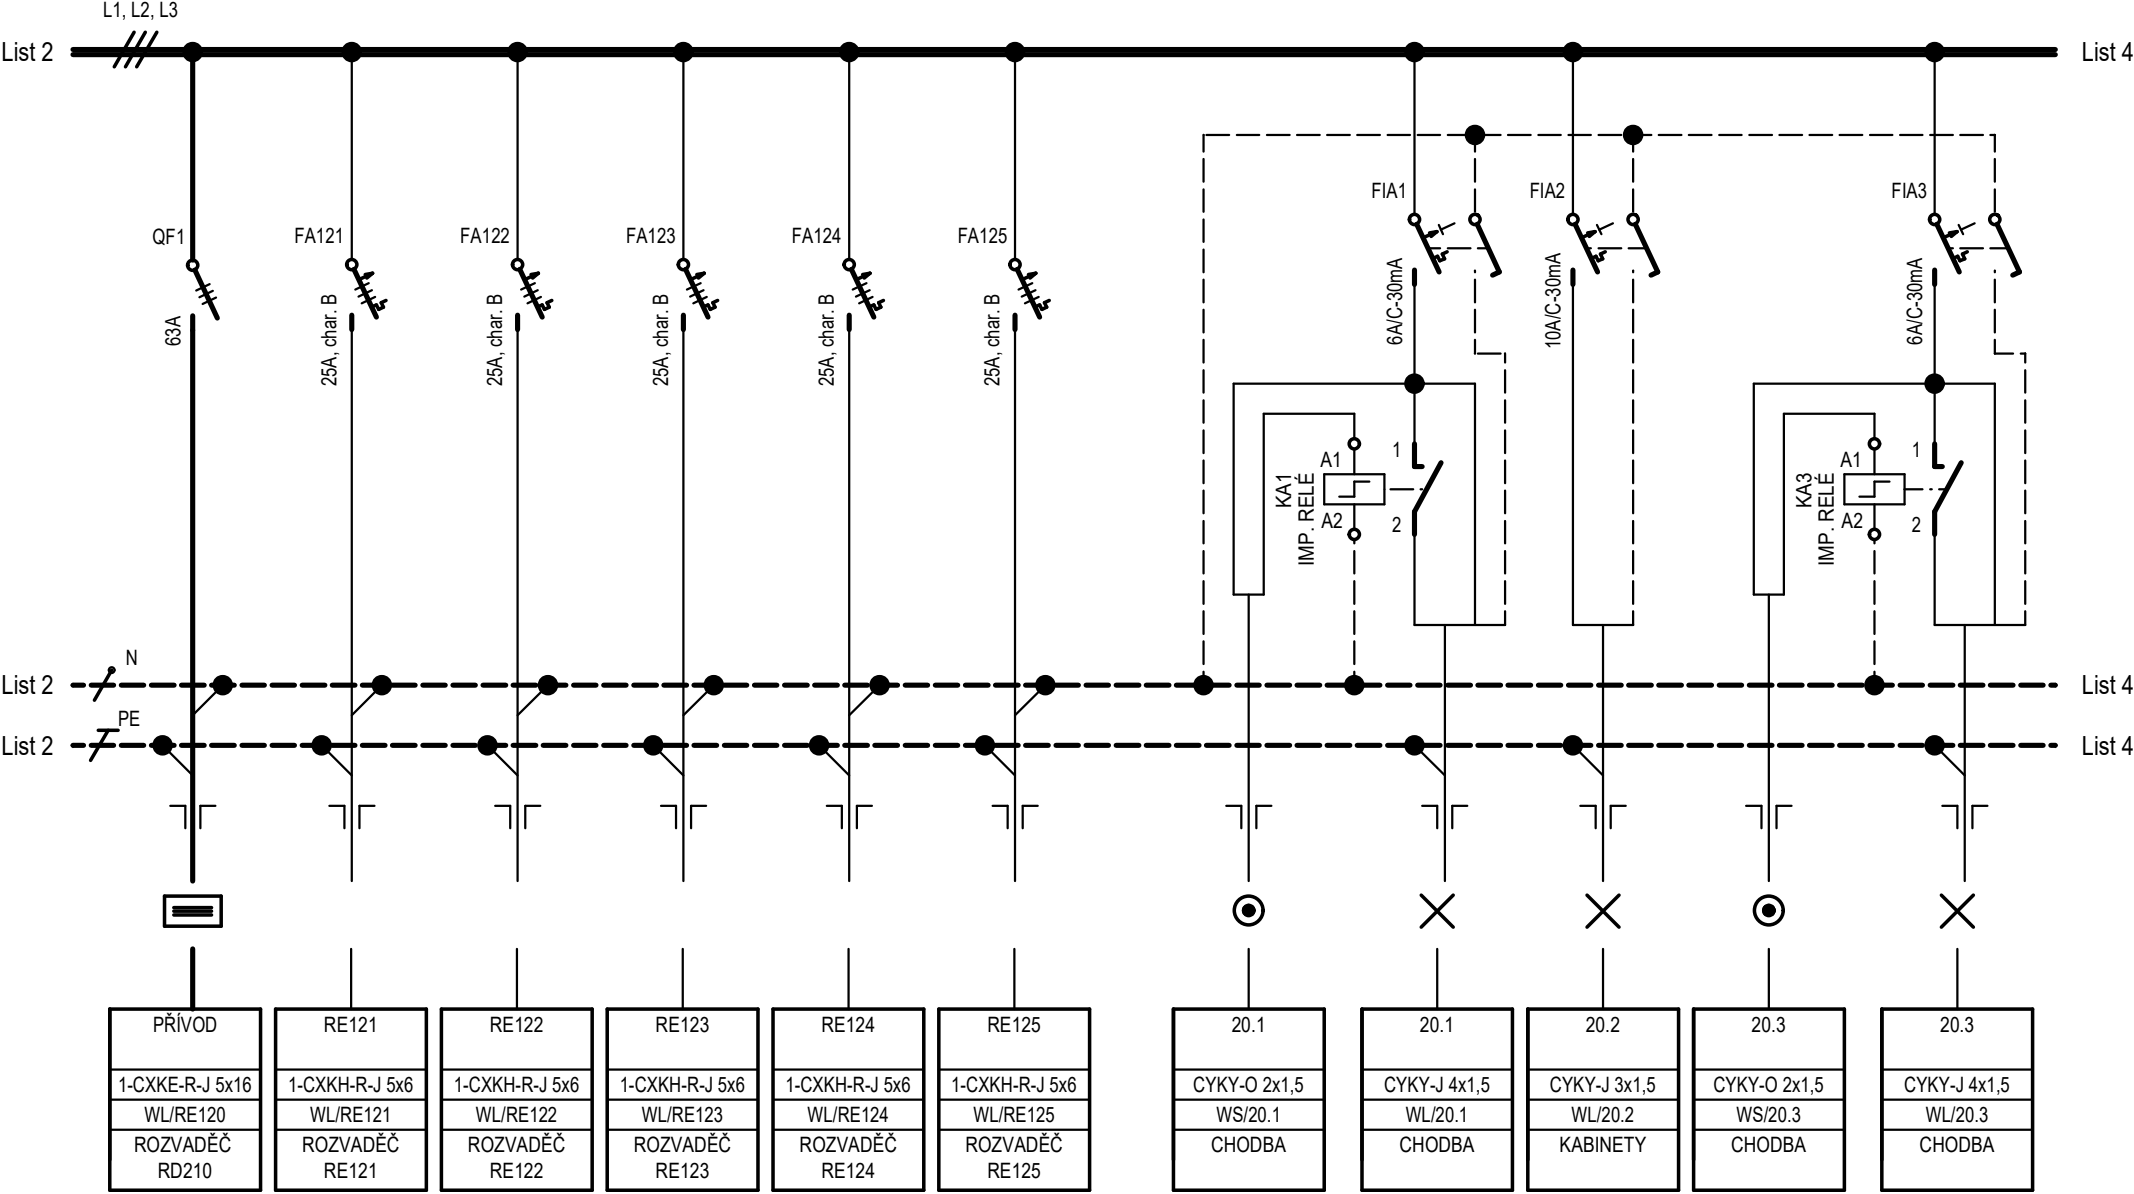 L1, L2, L3
List 2
List 4
FIA1
FIA2
FIA3
QF1
FA121
FA122
FA123
FA124
FA125
63A
25A, char. B
25A, char. B
25A, char. B
25A, char. B
25A, char. B
6A/C-30mA
10A/C-30mA
6A/C-30mA
KA1
IMP. RELÉ
A1
A2
1
2
KA3
IMP. RELÉ
A1
A2
1
2
N
List 2
List 4
PE
List 2
List 4
PŘÍVOD
1-CXKE-R-J 5x16
WL/RE120
ROZVADĚČ
RD210
RE121
1-CXKH-R-J 5x6
WL/RE121
ROZVADĚČ
RE121
RE122
1-CXKH-R-J 5x6
WL/RE122
ROZVADĚČ
RE122
RE123
1-CXKH-R-J 5x6
WL/RE123
ROZVADĚČ
RE123
RE124
1-CXKH-R-J 5x6
WL/RE124
ROZVADĚČ
RE124
RE125
1-CXKH-R-J 5x6
WL/RE125
ROZVADĚČ
RE125
20.1
CYKY-O 2x1,5
WS/20.1
CHODBA
20.1
CYKY-J 4x1,5
WL/20.1
CHODBA
20.2
CYKY-J 3x1,5
WL/20.2
KABINETY
20.3
CYKY-O 2x1,5
WS/20.3
CHODBA
20.3
CYKY-J 4x1,5
WL/20.3
CHODBA